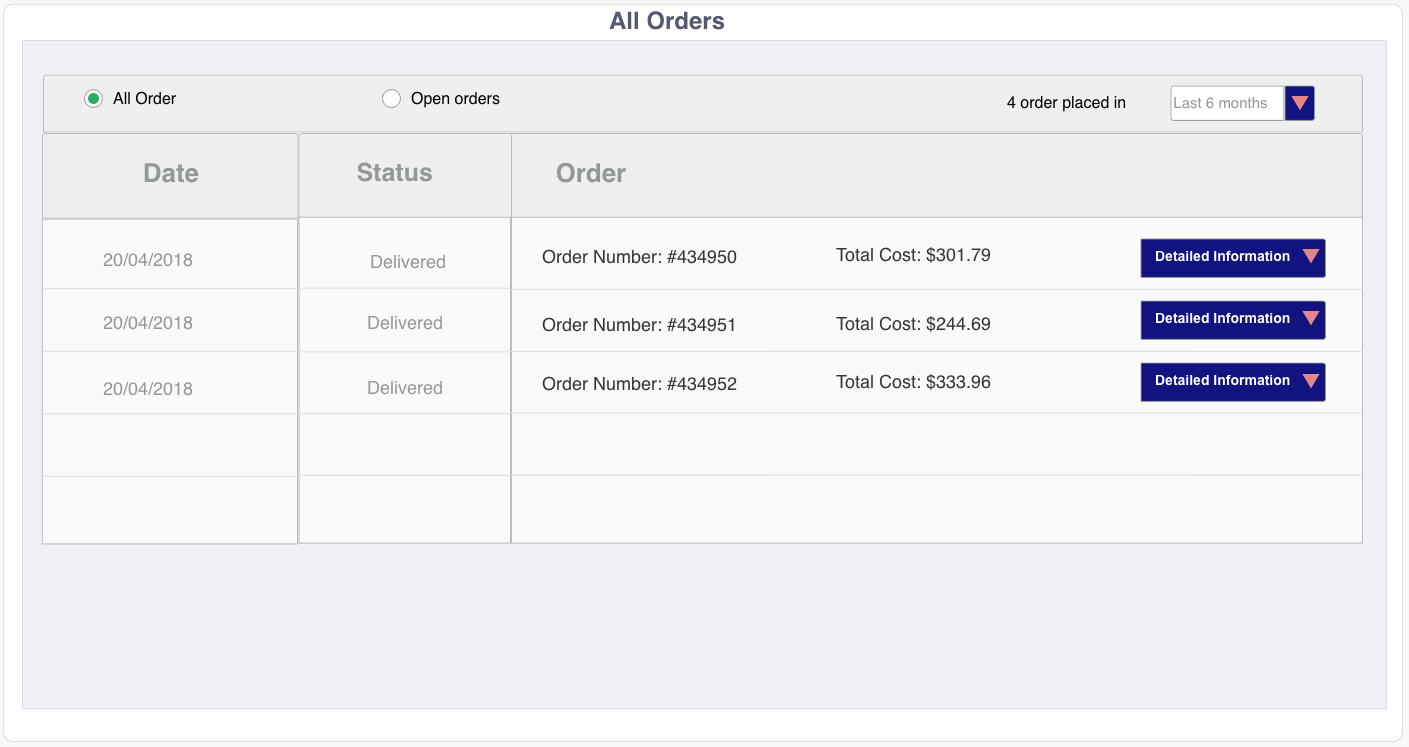 All Orders
All Order Open orders 4 order placed in Last 6 months
Date Status Order
20/04/2018 Delivered Order Number: #434950 Total Cost: $301.79 Detailed Information
20/04/2018 Delivered Order Number: #434951 Total Cost: $244.69 Detailed Information
20/04/2018 Delivered Order Number: #434952 Total Cost: $333.96 Detailed Information